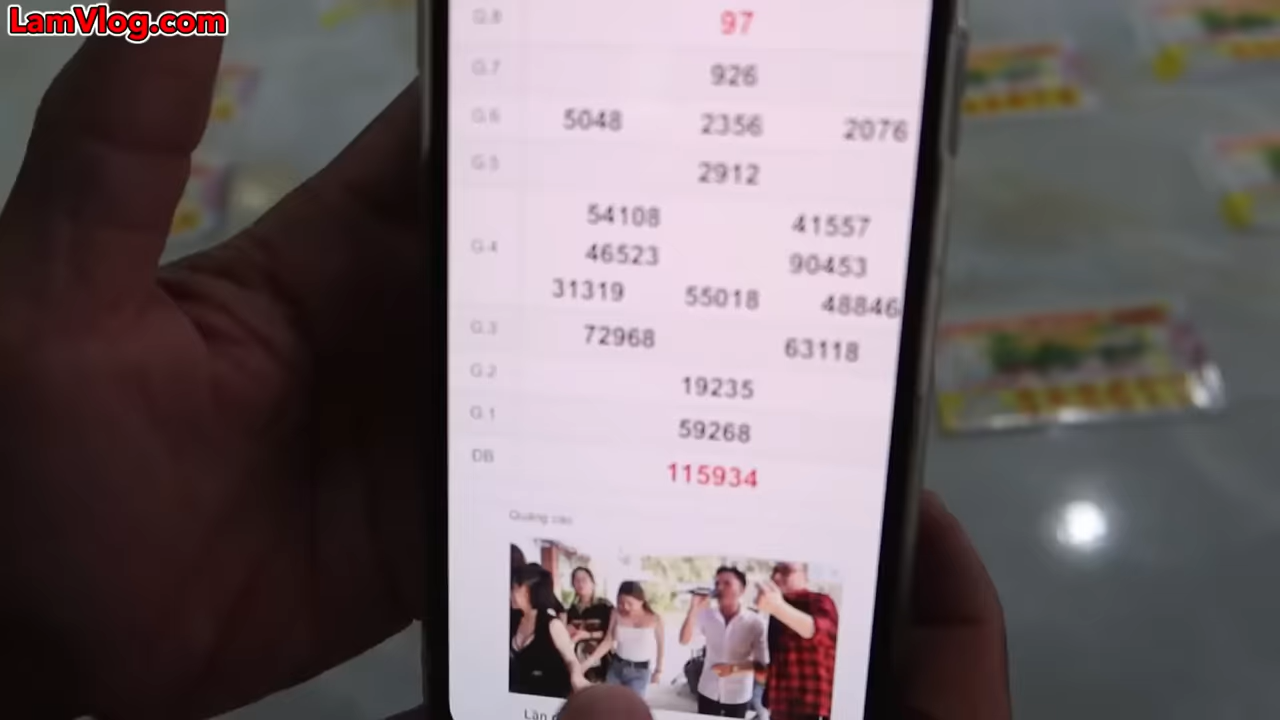 LamVlog.com
G.8 97
G.7 926
G.6 5048 2356 2076
G.5 2912
54108 41557
G.4 46523 90453
31319 55018 48846
G.3 72968 63118
G.2 19235
G.1 59268
ĐB 115934
Quảng cáo
Lần